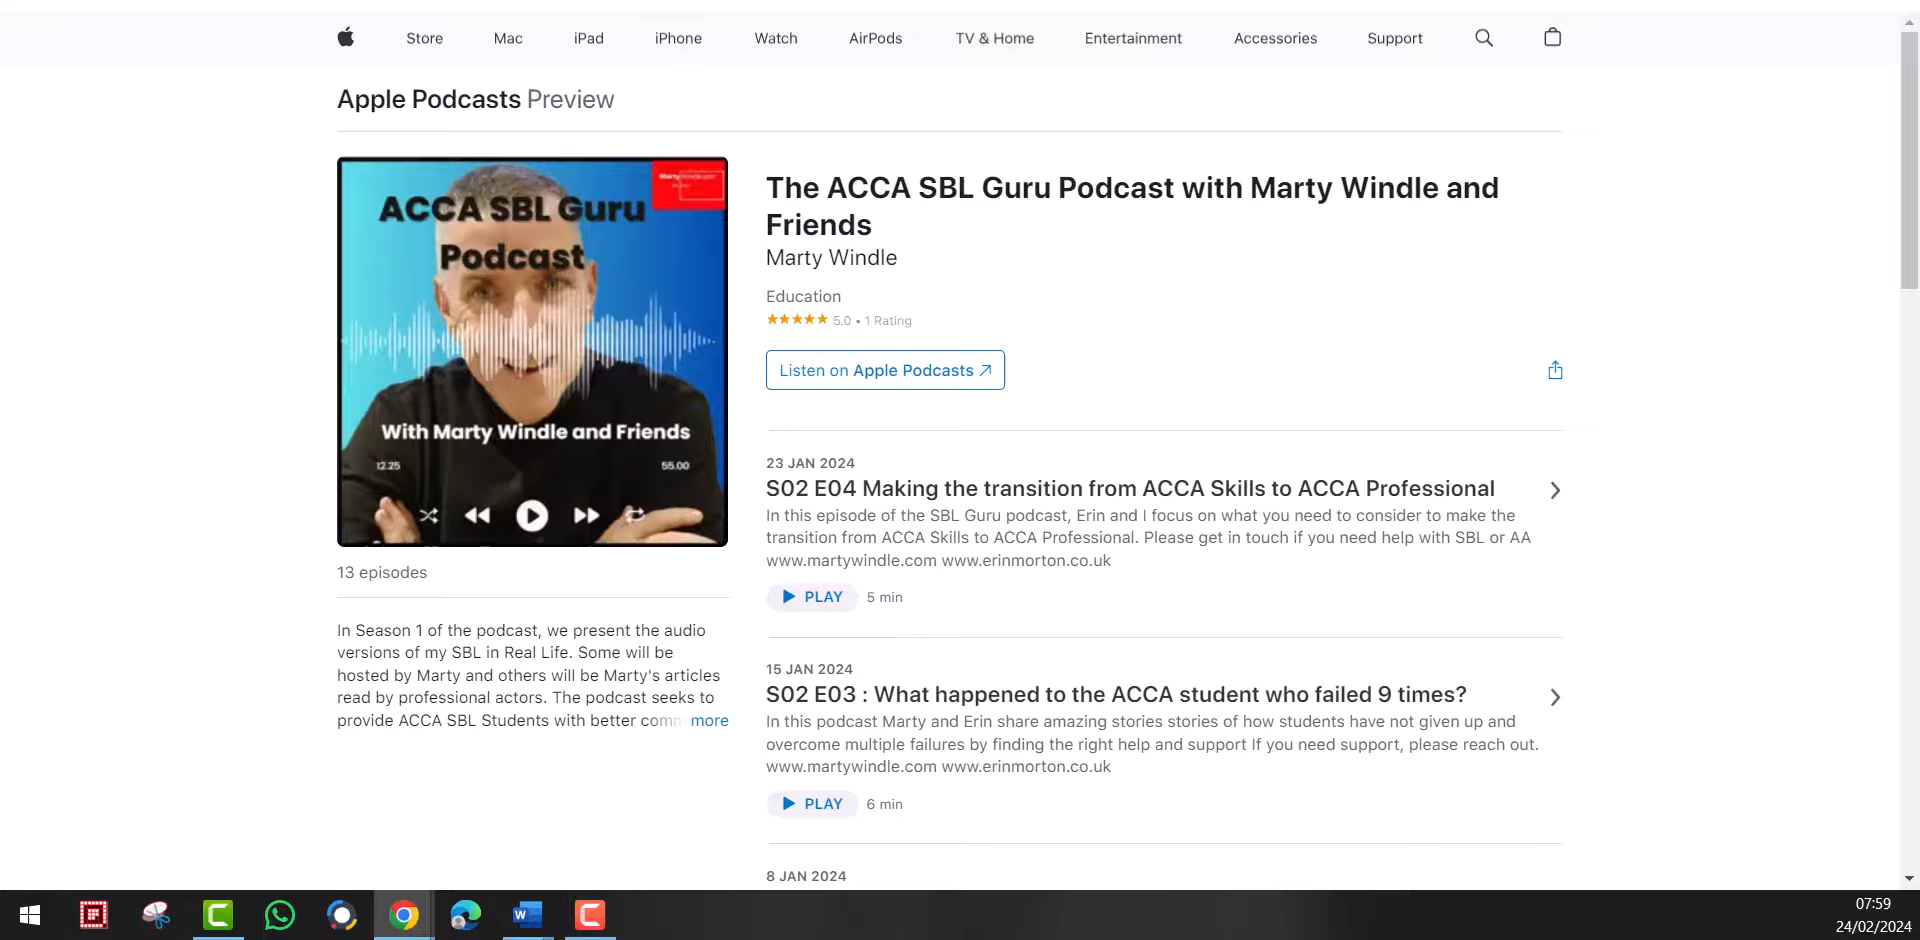 Store Mac iPad iPhone Watch AirPods TV & Home Entertainment Accessories Support
Apple Podcasts Preview
ACCA SBL Guru
Podcast
With Marty Windle and Friends
12.25 55.00
13 episodes
In Season 1 of the podcast, we present the audio
versions of my SBL in Real Life. Some will be
hosted by Marty and others will be Marty's articles
read by professional actors. The podcast seeks to
provide ACCA SBL Students with better more
The ACCA SBL Guru Podcast with Marty Windle and
Friends
Marty Windle
Education
5.0 • 1 Rating
Listen on Apple Podcasts
23 JAN 2024
S02 E04 Making the transition from ACCA Skills to ACCA Professional
In this episode of the SBL Guru podcast, Erin and I focus on what you need to consider to make the
transition from ACCA Skills to ACCA Professional. Please get in touch if you need help with SBL or AA
www.martywindle.com www.erinmorton.co.uk
PLAY 5 min
15 JAN 2024
S02 E03 : What happened to the ACCA student who failed 9 times?
In this podcast Marty and Erin share amazing stories stories of how students have not given up and
overcome multiple failures by finding the right help and support If you need support, please reach out.
www.martywindle.com www.erinmorton.co.uk
PLAY 6 min
8 JAN 2024
07:59
24/02/2024